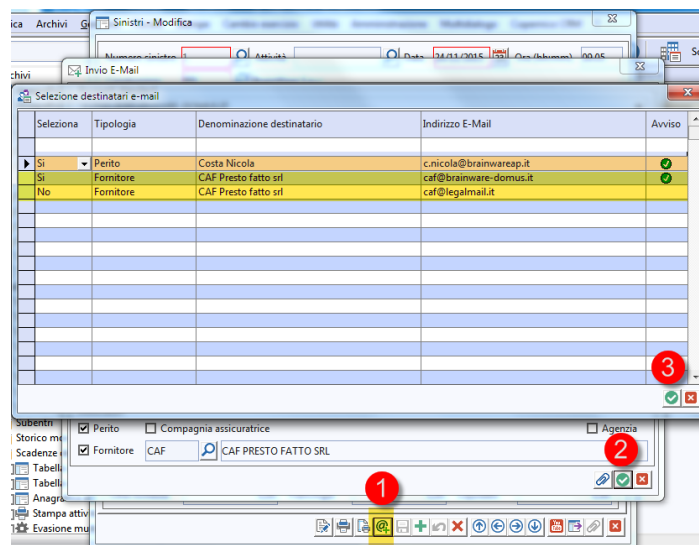 ica Archivi
Sinistri - Modifica
Numero sinistro 1 Attività Data 24/11/2015 Ora (hhmm) 09.05
chivi
Invio E-Mail
Selezione destinatari e-mail
Seleziona Tipologia Denominazione destinatario Indirizzo E-Mail Avviso
Si Perito Costa Nicola c.nicola@brainwareap.it
Si Fornitore CAF Presto fatto srl caf@brainware-domus.it
No Fornitore CAF Presto fatto srl caf@legalmail.it
3
Subentri
Perito Compagnia assicuratrice Agenzia
Storico mo
Fornitore CAF CAF PRESTO FATTO SRL
2
Scadenze
Tabell
Tabell
1
Anagra
Stampa attiv
Evasione mu